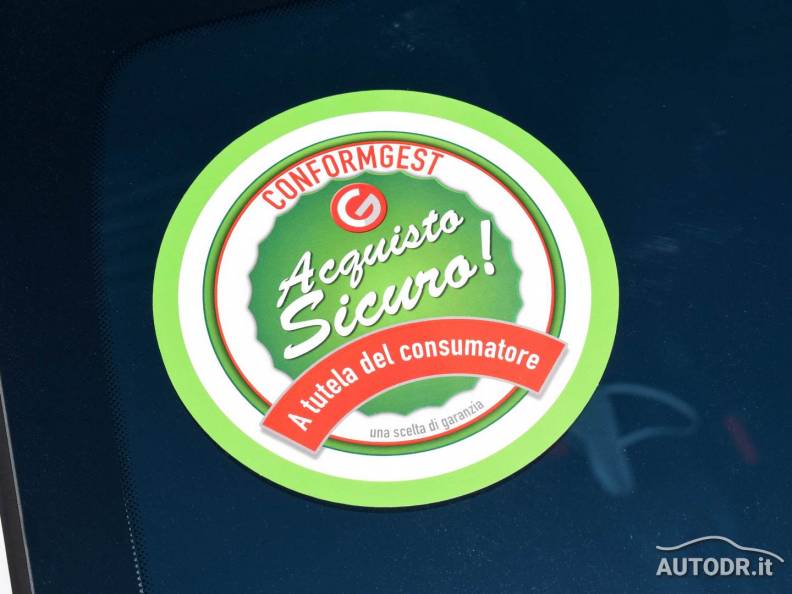 CONFORMGEST
G
Acquisto
Sicuro!
A tutela del consumatore
una scelta di garanzia
AUTODR.it